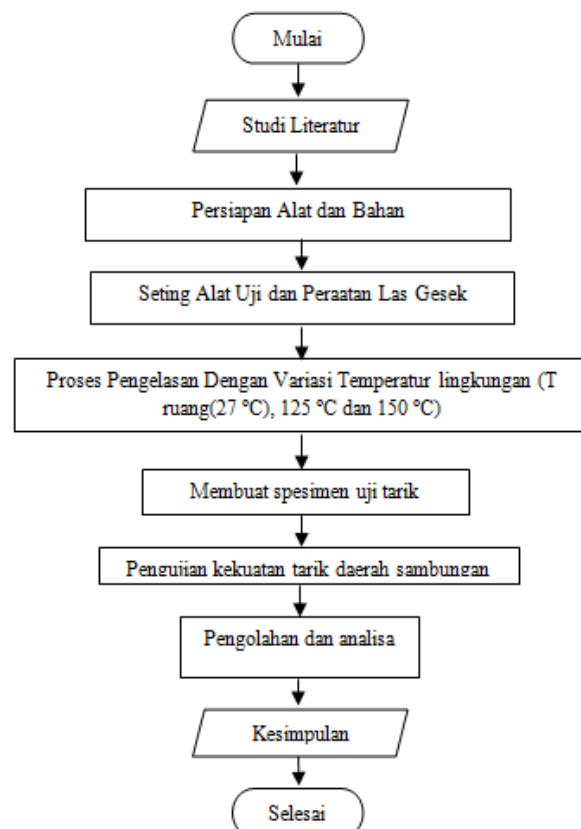 Mulai
Studi Literatur
Persiapan Alat dan Bahan
Seting Alat Uji dan Peraatan Las Gesek
Proses Pengelasan Dengan Variasi Temperatur lingkungan (T
ruang(27 °C), 125 °C dan 150 °C)
Membuat spesimen uji tarik
Pengujian kekuatan tarik daerah sambungan
Pengolahan dan analisa
Kesimpulan
Selesai